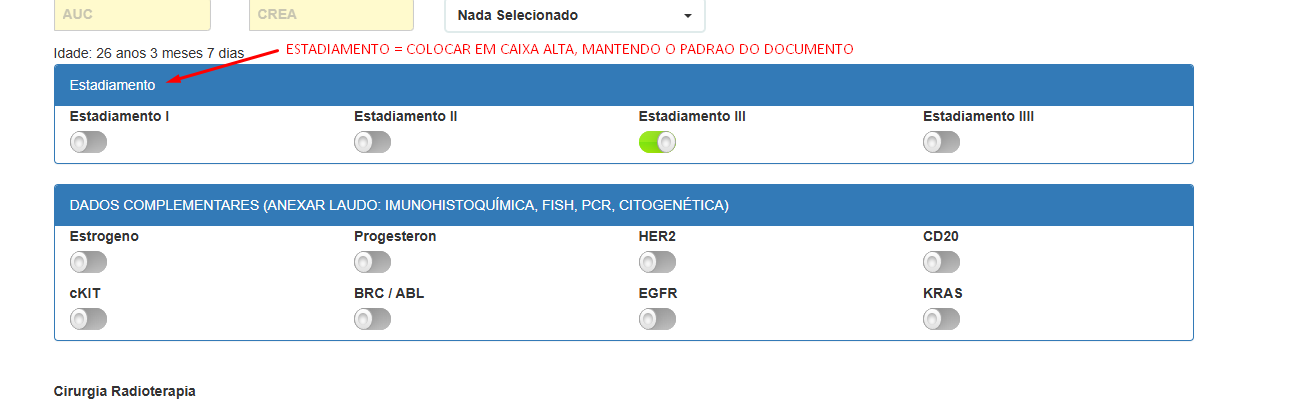 AUC CREA Nada Selecionado
Idade: 26 anos 3 meses 7 dias ESTADIAMENTO = COLOCAR EM CAIXA ALTA, MANTENDO O PADRAO DO DOCUMENTO
Estadiamento
Estadiamento I Estadiamento II Estadiamento III Estadiamento IIII
DADOS COMPLEMENTARES (ANEXAR LAUDO: IMUNOHISTOQUÍMICA, FISH, PCR, CITOGENÉTICA)
Estrogeno Progesteron HER2 CD20
cKIT BRC / ABL EGFR KRAS
Cirurgia Radioterapia